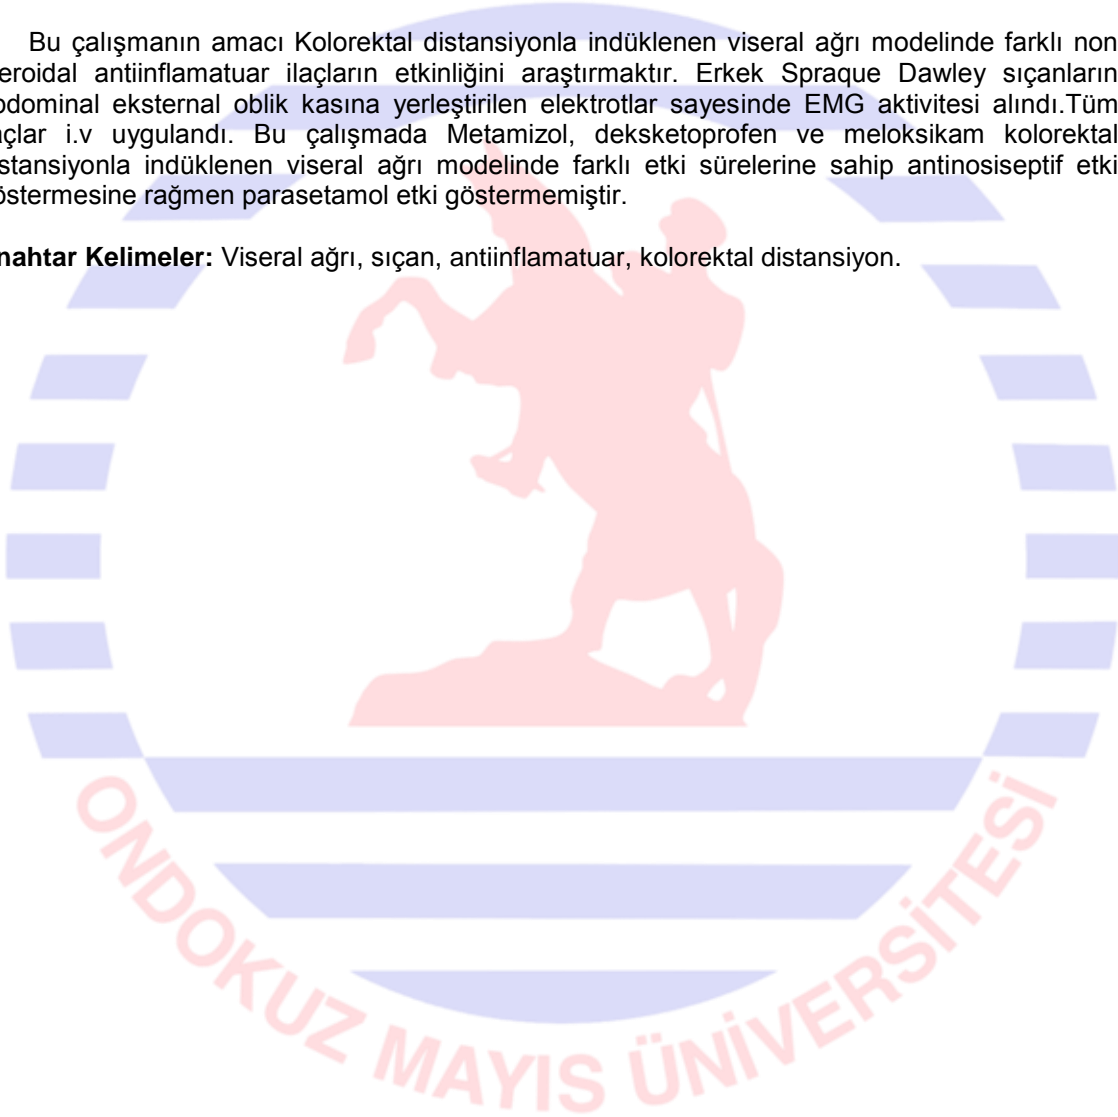 Bu çalışmanın amacı Kolorektal distansiyonla indüklenen viseral ağrı modelinde farklı non
eroidal antiinflamatuar ilaçların etkinliğini araştırmaktır. Erkek Spraque Dawley sıçanların
bdominal eksternal oblik kasına yerleştirilen elektrotlar sayesinde EMG aktivitesi alındı.Tüm
açlar i.v uygulandı. Bu çalışmada Metamizol, deksketoprofen ve meloksikam kolorektal
stansiyonla indüklenen viseral ağrı modelinde farklı etki sürelerine sahip antinosiseptif etki
östermesine rağmen parasetamol etki göstermemiştir.
nahtar Kelimeler: Viseral ağrı, sıçan, antiinflamatuar, kolorektal distansiyon.
ONDOKUZ MAYIS ÜNİVERSİTESİ